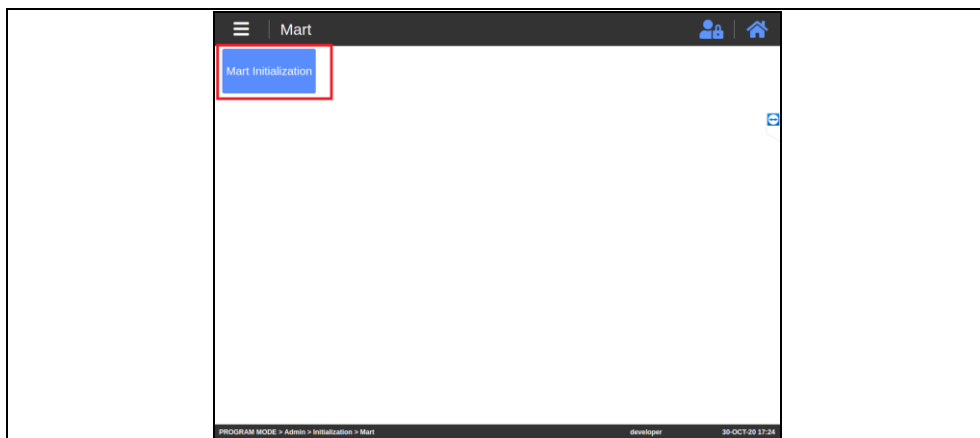 Mart
Mart Initialization
PROGRAM MODE > Admin > Initialization > Mart developer 30-OCT-20 17:24